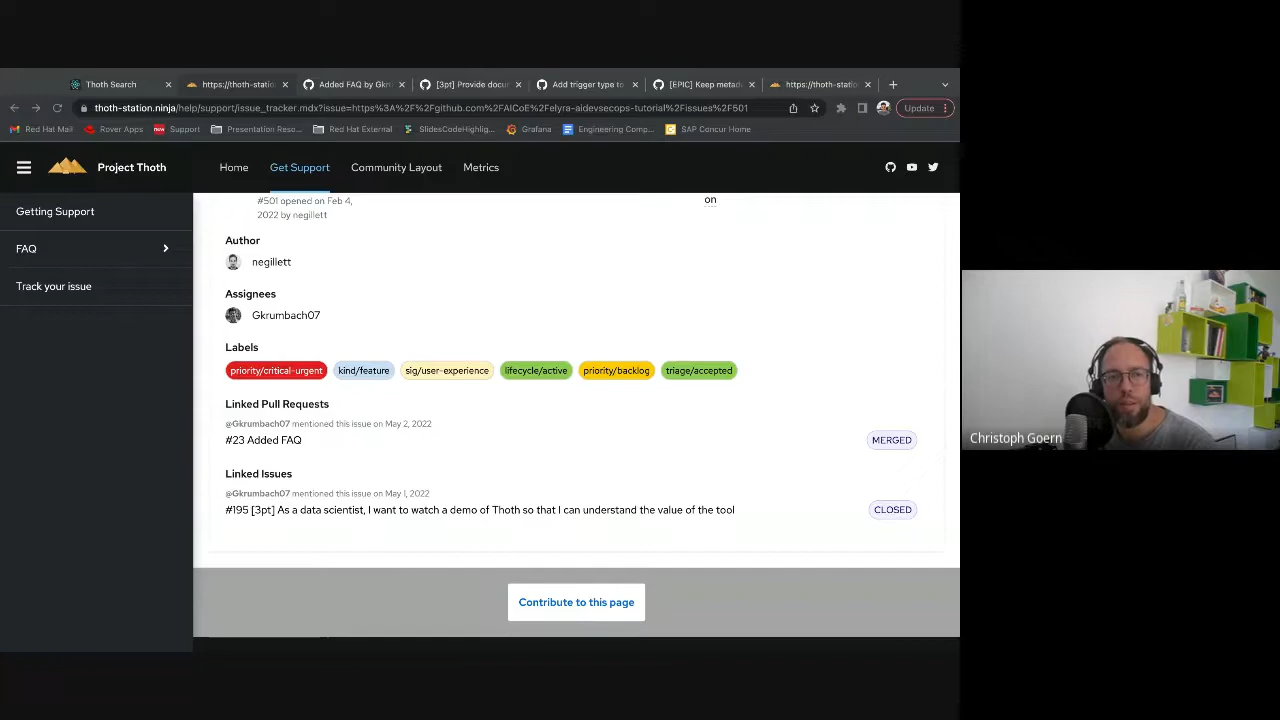 Thoth Search
https://thoth-station
Added FAQ by Gkr
[3pt] Provide docu
Add trigger type to
[EPIC] Keep metad
https://thoth-station
thoth-station.ninja/help/support/issue_tracker.mdx?issue=https%3A%2F%2Fgithub.com%2FAICoE%2Felyra-aidevsecops-tutorial%2Fissues%2F501
Update
Red Hat Mail
Rover Apps
Support
Presentation Reso...
Red Hat External
SlidesCodeHighlig...
Grafana
Engineering Comp...
SAP Concur Home
Project Thoth
Home
Get Support
Community Layout
Metrics
Getting Support
FAQ
Track your issue
#501 opened on Feb 4,
2022 by negillett
on
Author
negillett
Assignees
Gkrumbach07
Labels
priority/critical-urgent
kind/feature
sig/user-experience
lifecycle/active
priority/backlog
triage/accepted
Linked Pull Requests
@Gkrumbach07 mentioned this issue on May 2, 2022
#23 Added FAQ
MERGED
Linked Issues
@Gkrumbach07 mentioned this issue on May 1, 2022
#195 [3pt] As a data scientist, I want to watch a demo of Thoth so that I can understand the value of the tool
CLOSED
Contribute to this page
Christoph Goern